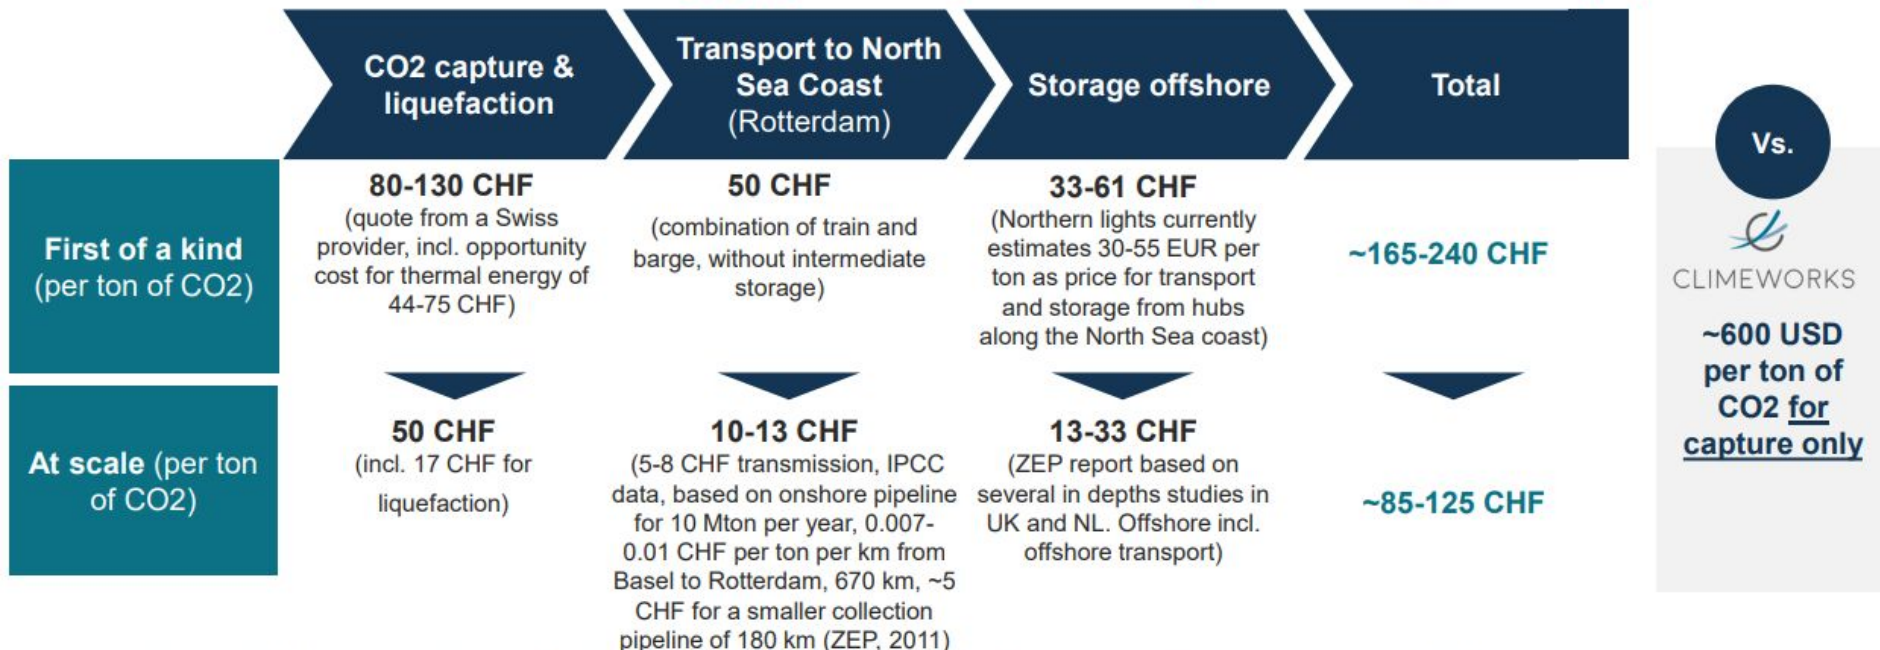 CO2 capture &
liquefaction
Transport to North
Sea Coast
(Rotterdam)
Storage offshore
Total
Vs.
First of a kind
(per ton of CO2)
80-130 CHF
(quote from a Swiss
provider, incl. opportunity
cost for thermal energy of
44-75 CHF)
50 CHF
(combination of train and
barge, without intermediate
storage)
33-61 CHF
(Northern lights currently
estimates 30-55 EUR per
ton as price for transport
and storage from hubs
along the North Sea coast)
~165-240 CHF
CLIMEWORKS
~600 USD
per ton of
CO2 for
capture only
At scale (per ton
of CO2)
50 CHF
(incl. 17 CHF for
liquefaction)
10-13 CHF
(5-8 CHF transmission, IPCC
data, based on onshore pipeline
for 10 Mton per year, 0.007-
0.01 CHF per ton per km from
Basel to Rotterdam, 670 km, ~5
CHF for a smaller collection
pipeline of 180 km (ZEP, 2011)
13-33 CHF
(ZEP report based on
several in depths studies in
UK and NL. Offshore incl.
offshore transport)
~85-125 CHF